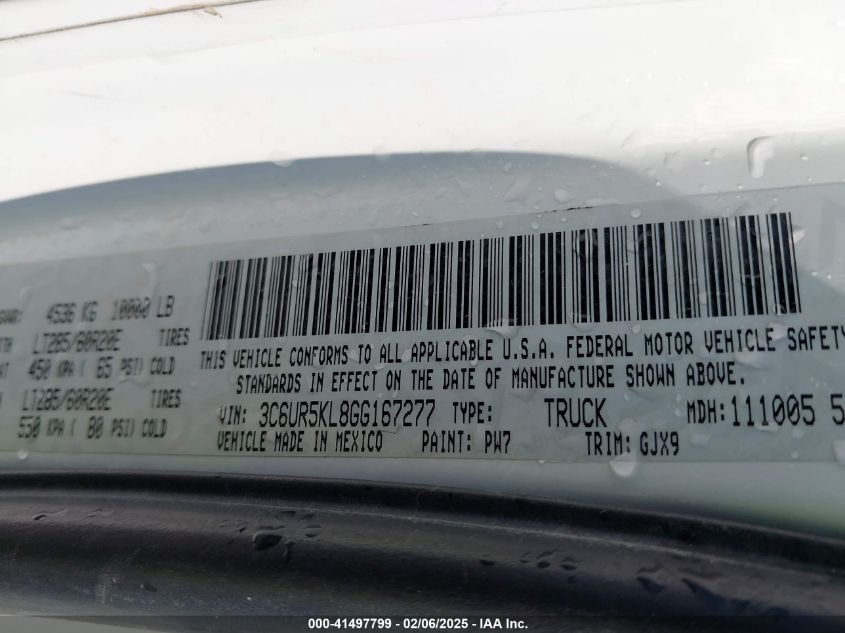 GVWR: 4536 KG 10000 LB
LT285/60R20E TIRES
450 KPA ( 65 PSI) COLD
LT285/60R20E TIRES
550 KPA ( 80 PSI) COLD
THIS VEHICLE CONFORMS TO ALL APPLICABLE U.S.A. FEDERAL MOTOR VEHICLE SAFETY
STANDARDS IN EFFECT ON THE DATE OF MANUFACTURE SHOWN ABOVE.
VIN: 3C6UR5KL8GG167277 TYPE: TRUCK MDH: 111005 5
VEHICLE MADE IN MEXICO PAINT: PW7 TRIM: GJX9
000-41497799 - 02/06/2025 - IAA Inc.